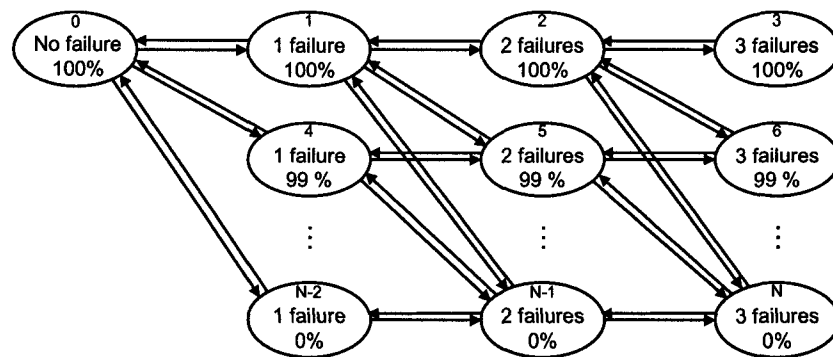 0
No failure
100%
1
1 failure
100%
2
2 failures
100%
3
3 failures
100%
4
1 failure
99 %
5
2 failures
99 %
6
3 failures
99 %
N-2
1 failure
0%
N-1
2 failures
0%
N
3 failures
0%